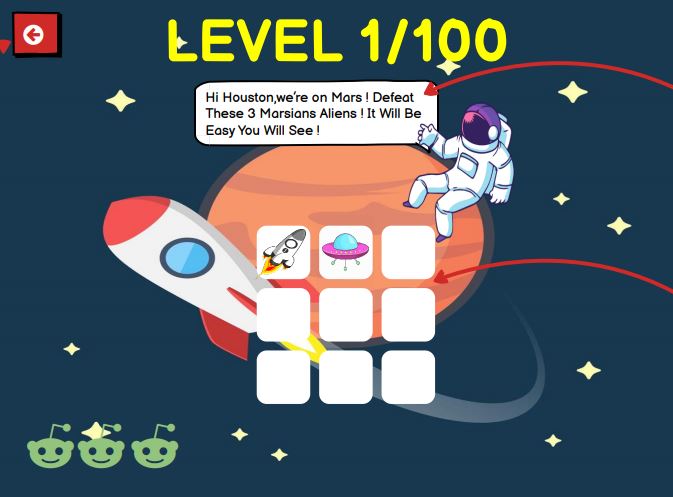 LEVEL 1/100
Hi Houston,we're on Mars ! Defeat
These 3 Marsians Aliens ! It Will Be
Easy You Will See !